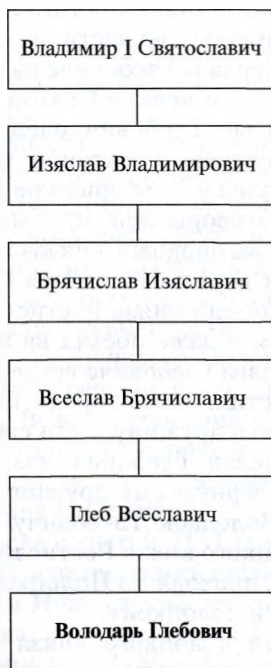 Владимир I Святославич
Изяслав Владимирович
Брячислав Изяславич
Всеслав Брячиславич
Глеб Всеславич
Володарь Глебович